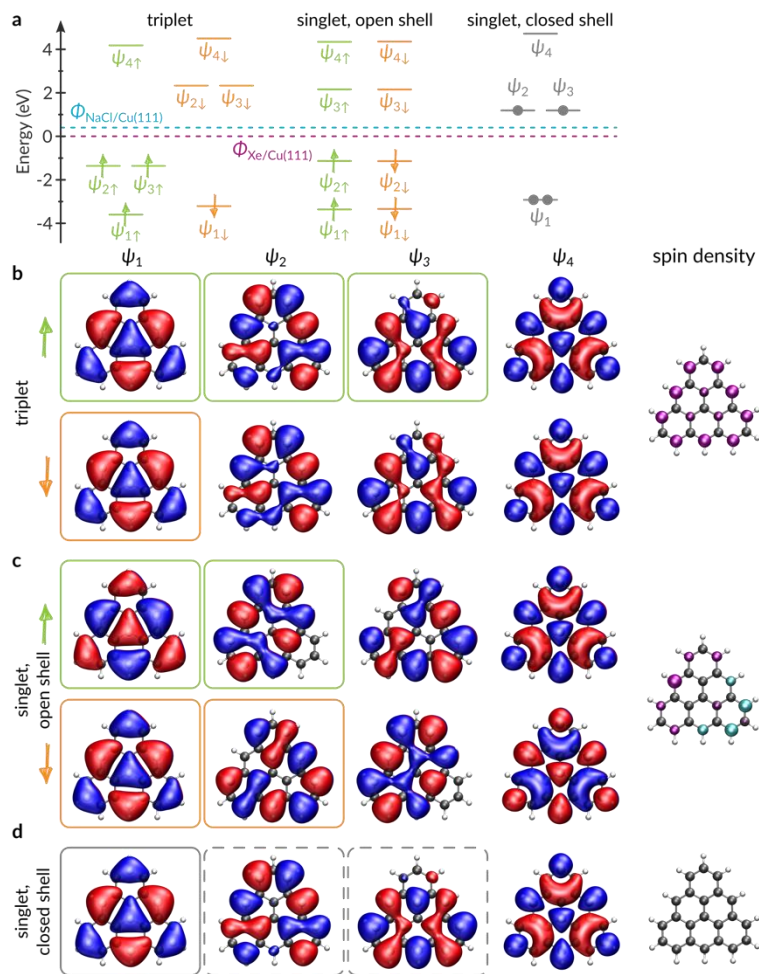 a triplet singlet, open shell singlet, closed shell
Energy (eV)
4
2
0
-2
-4
ψ4↑ ψ4↓ ψ4↑ ψ4↓ ψ4
ψ2↓ ψ3↓ ψ3↑ ψ3↓ ψ2 ψ3
ΦNaCl/Cu(111)
ΦXe/Cu(111)
ψ2↑ ψ3↑ ψ2↑ ψ2↓
ψ1↑ ψ1↓ ψ1↑ ψ1↓ ψ1
ψ1 ψ2 ψ3 ψ4 spin density
b
triplet
c
singlet,
open shell
d
singlet,
closed shell